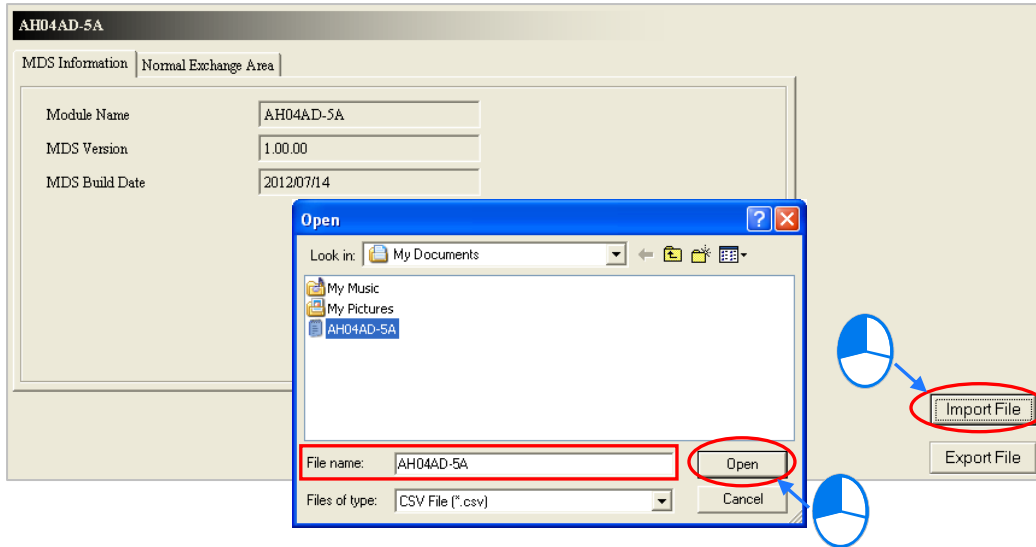 AH04AD-5A
MDS Information Normal Exchange Area
Module Name AH04AD-5A
MDS Version 1.00.00
MDS Build Date 2012/07/14
Open
Look in: My Documents
My Music
My Pictures
AH04AD-5A
File name: AH04AD-5A Open
Files of type: CSV File (*.csv) Cancel
Import File
Export File